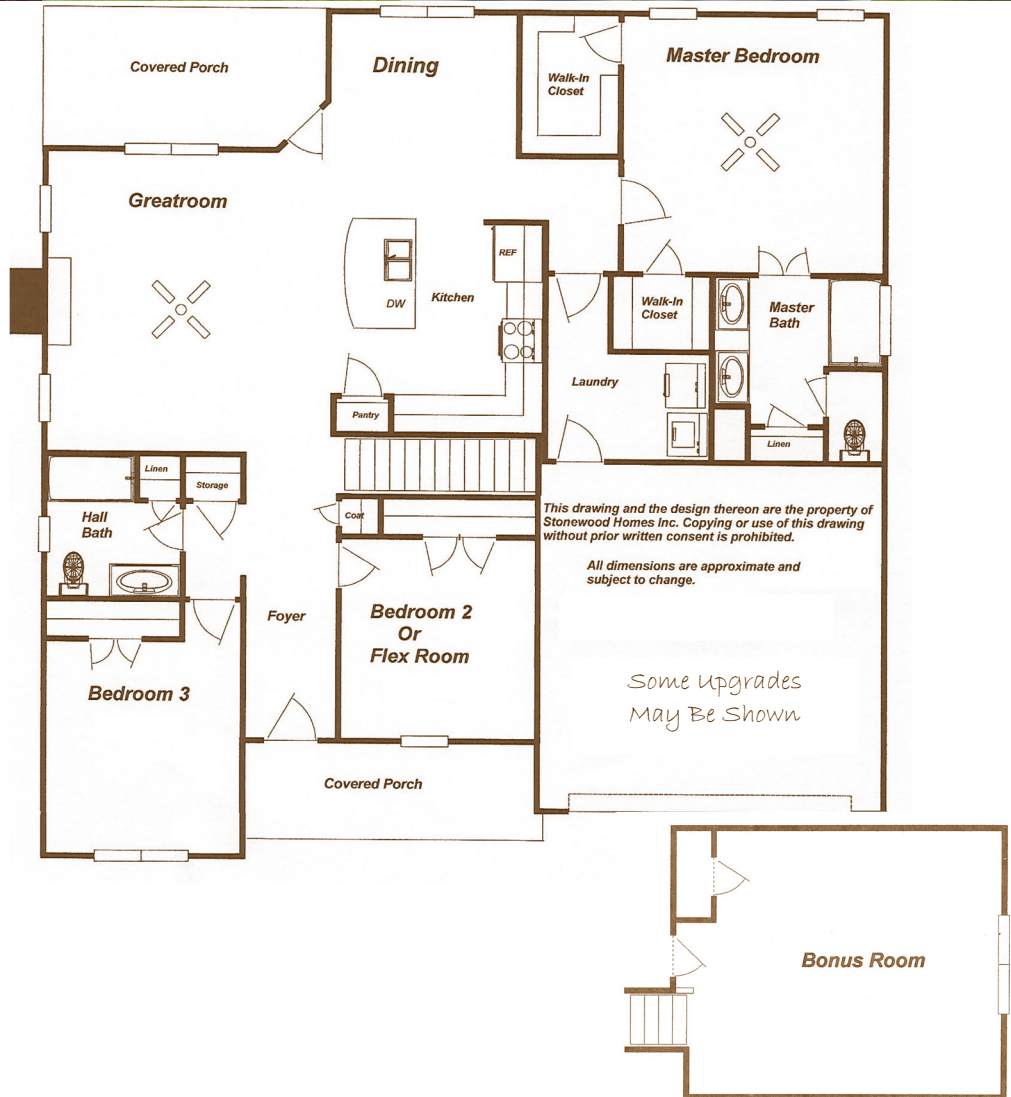 Covered Porch
Dining
Walk-In
Closet
Master Bedroom
Greatroom
REF
DW
Kitchen
Walk-In
Closet
Master
Bath
Laundry
Pantry
Linen
Linen
Storage
Hall
Bath
Coat
This drawing and the design thereon are the property of
Stonewood Homes Inc. Copying or use of this drawing
without prior written consent is prohibited.
All dimensions are approximate and
subject to change.
Foyer
Bedroom 2
Or
Flex Room
Bedroom 3
Some Upgrades
May Be Shown
Covered Porch
Bonus Room